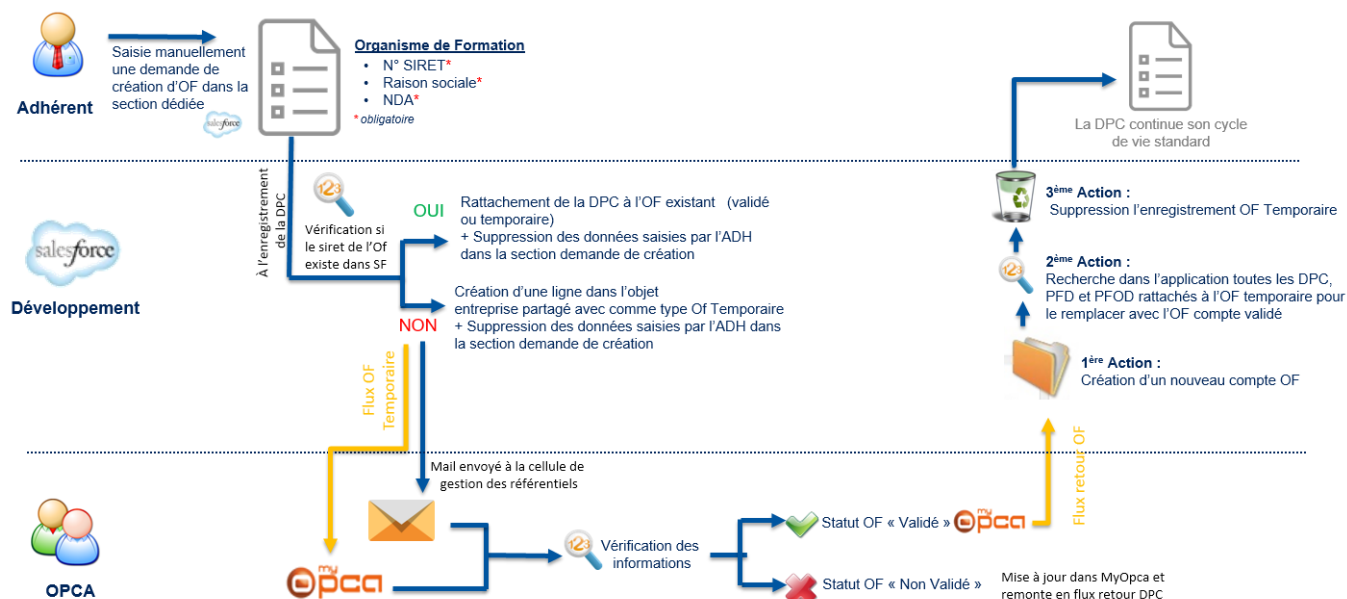 Saisie manuellement
une demande de
création d'OF dans la
section dédiée
salesforce
Adhérent
Organisme de Formation
• N° SIRET*
• Raison sociale*
• NDA*
* obligatoire
La DPC continue son cycle
de vie standard
À l'enregistrement
de la DPC
123
Vérification si
le siret de l'Of
existe dans SF
OUI
Rattachement de la DPC à l'OF existant (validé
ou temporaire)
+ Suppression des données saisies par l'ADH
dans la section demande de création
NON
Création d'une ligne dans l'objet
entreprise partagé avec comme type Of Temporaire
+ Suppression des données saisies par l'ADH dans
la section demande de création
salesforce
Développement
3ème Action :
Suppression l'enregistrement OF Temporaire
123
2ème Action :
Recherche dans l'application toutes les DPC,
PFD et PFOD rattachés à l'OF temporaire pour
le remplacer avec l'OF compte validé
1ère Action :
Création d'un nouveau compte OF
Flux OF
Temporaire
Flux retour OF
Mail envoyé à la cellule de
gestion des référentiels
my opca
123
Vérification des
informations
Statut OF « Validé »
my opca
Statut OF « Non Validé »
Mise à jour dans MyOpca et
remonte en flux retour DPC
OPCA